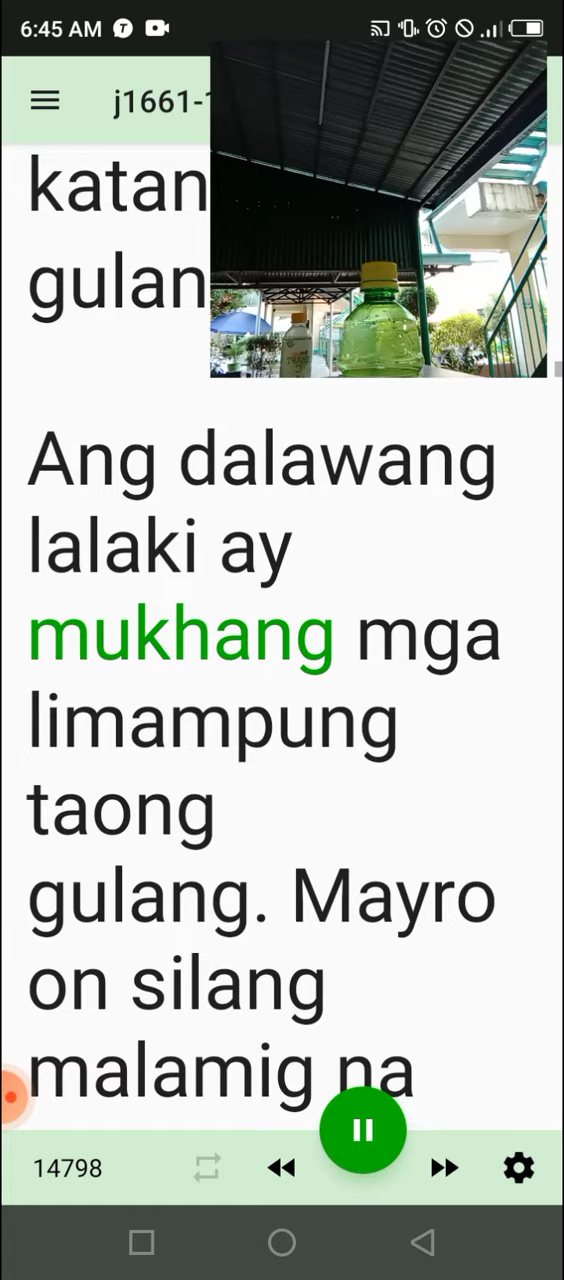 6:45 AM
j1661-1
katan
gulan
Ang dalawang
lalaki ay
mukhang mga
limampung
taong
gulang. Mayro
on silang
malamig na
14798